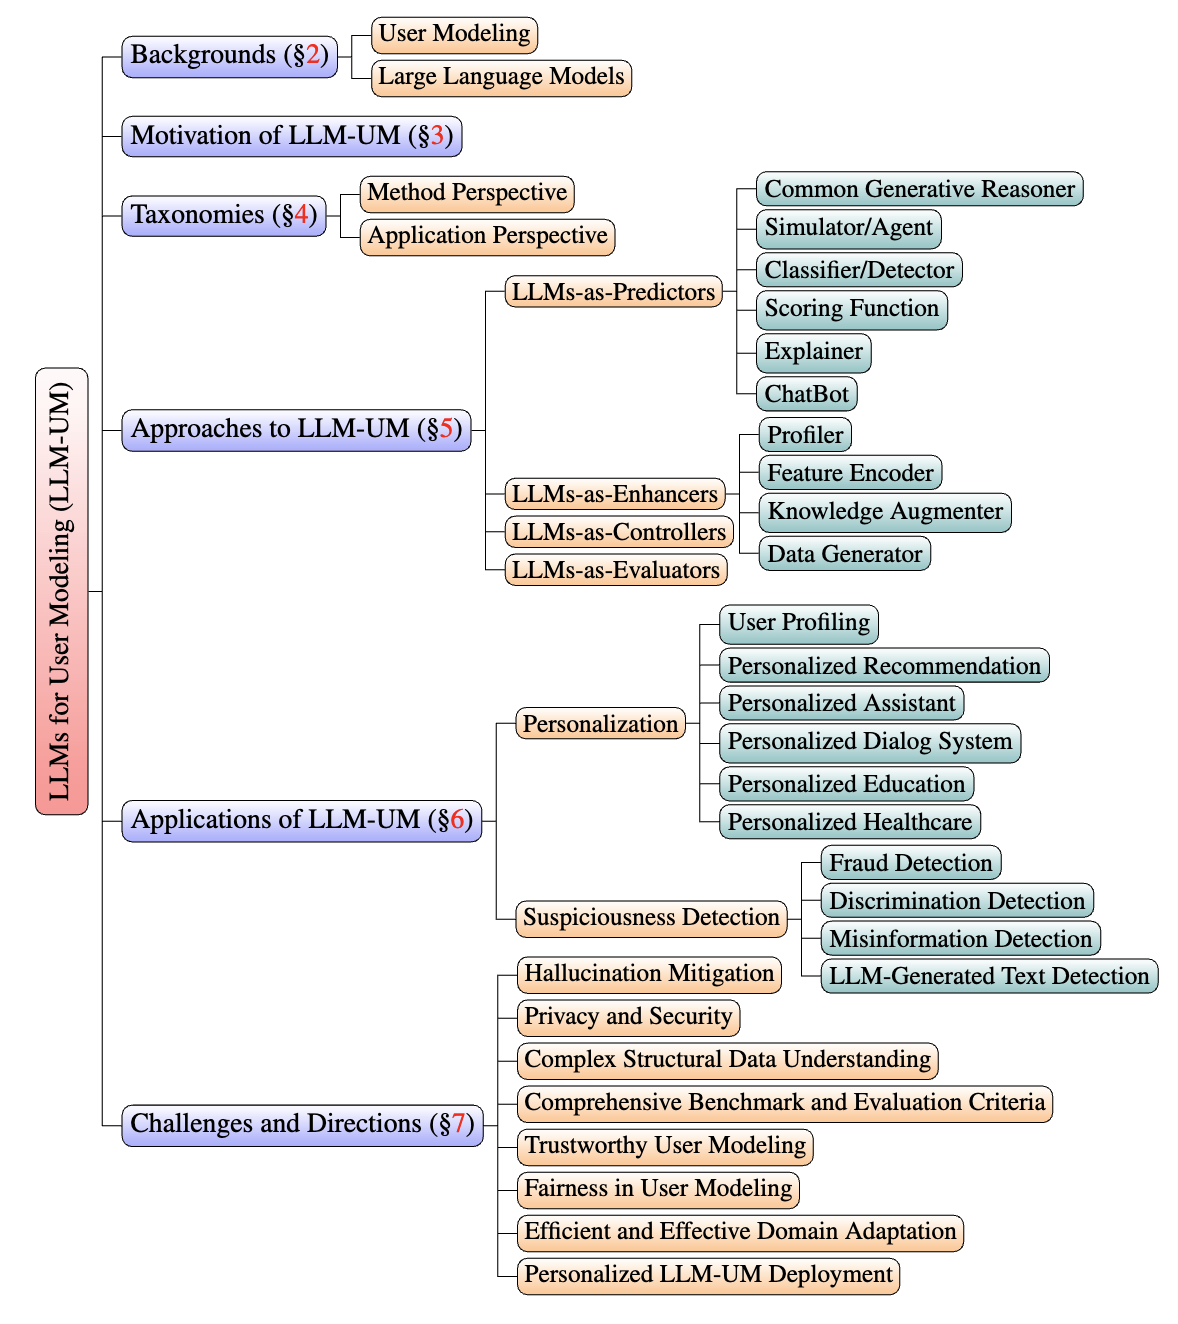 LLMs for User Modeling (LLM-UM)
Backgrounds (§2)
User Modeling
Large Language Models
Motivation of LLM-UM (§3)
Taxonomies (§4)
Method Perspective
Application Perspective
Approaches to LLM-UM (§5)
LLMs-as-Predictors
Common Generative Reasoner
Simulator/Agent
Classifier/Detector
Scoring Function
Explainer
ChatBot
LLMs-as-Enhancers
Profiler
Feature Encoder
Knowledge Augmenter
Data Generator
LLMs-as-Controllers
LLMs-as-Evaluators
Applications of LLM-UM (§6)
Personalization
User Profiling
Personalized Recommendation
Personalized Assistant
Personalized Dialog System
Personalized Education
Personalized Healthcare
Suspiciousness Detection
Fraud Detection
Discrimination Detection
Misinformation Detection
LLM-Generated Text Detection
Challenges and Directions (§7)
Hallucination Mitigation
Privacy and Security
Complex Structural Data Understanding
Comprehensive Benchmark and Evaluation Criteria
Trustworthy User Modeling
Fairness in User Modeling
Efficient and Effective Domain Adaptation
Personalized LLM-UM Deployment